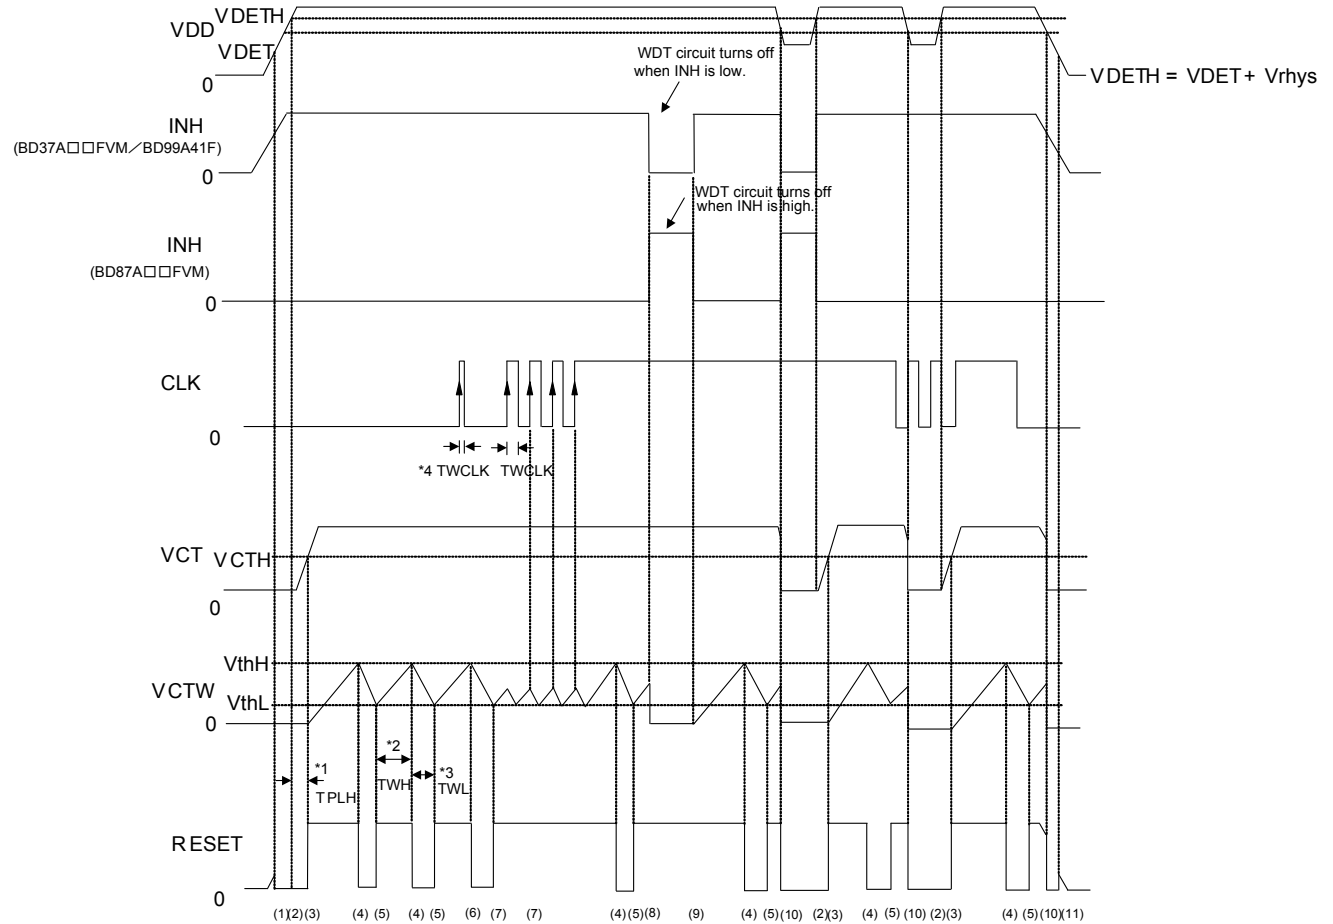 VDETH
VDD
VDET
0
WDT circuit turns off
when INH is low.
VDETH = VDET + Vrhys
INH
(BD37A□□FVM／BD99A41F)
0
WDT circuit turns off
when INH is high.
INH
(BD87A□□FVM)
0
CLK
0
*4 TWCLK TWCLK
VCT VCTH
0
VthH
VCTW
VthL
0
*1
TPLH
*2
TWH
*3
TWL
RESET
0
(1)(2)(3) (4) (5) (4) (5) (6) (7) (7) (4) (5)(8) (9) (4) (5)(10) (2)(3) (4) (5) (10) (2)(3) (4) (5) (10)(11)